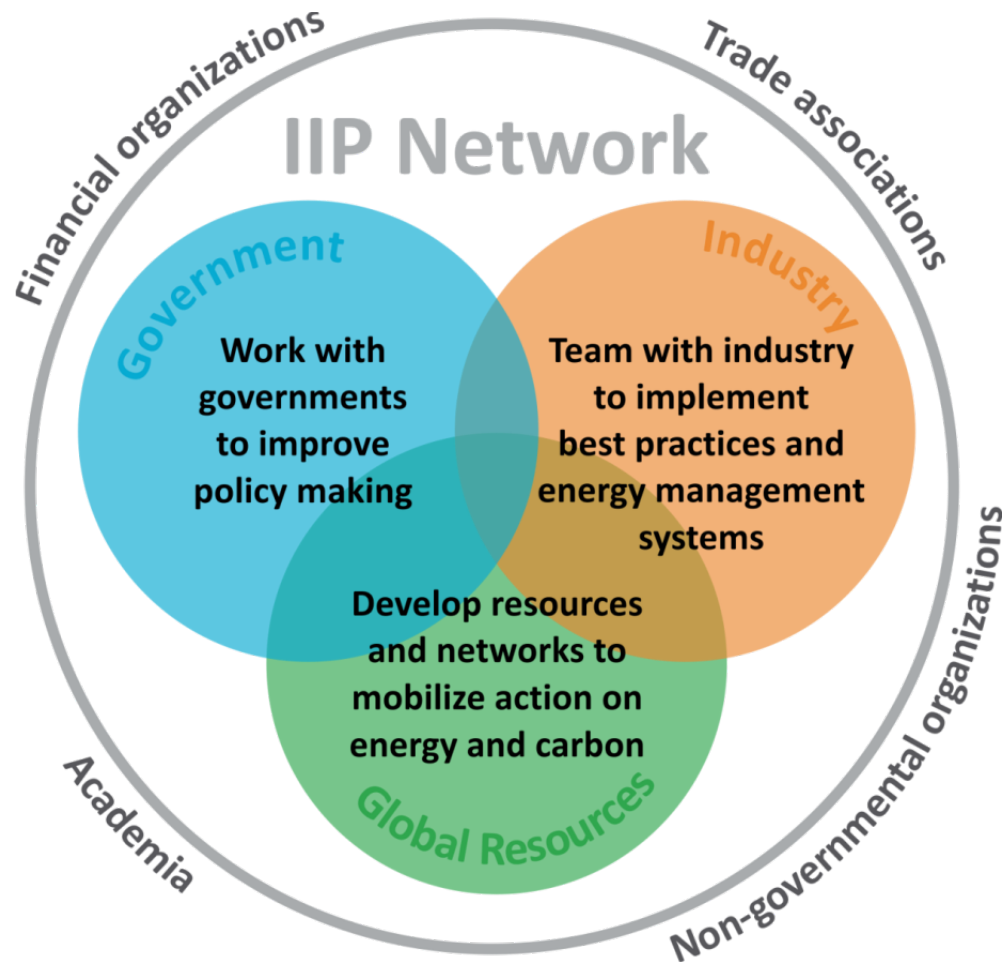 Financial organizations
Trade associations
IIP Network
Government
Industry
Work with
governments
to improve
policy making
Team with industry
to implement
best practices and
energy management
systems
Develop resources
and networks to
mobilize action on
energy and carbon
Global Resources
Academia
Non-governmental organizations